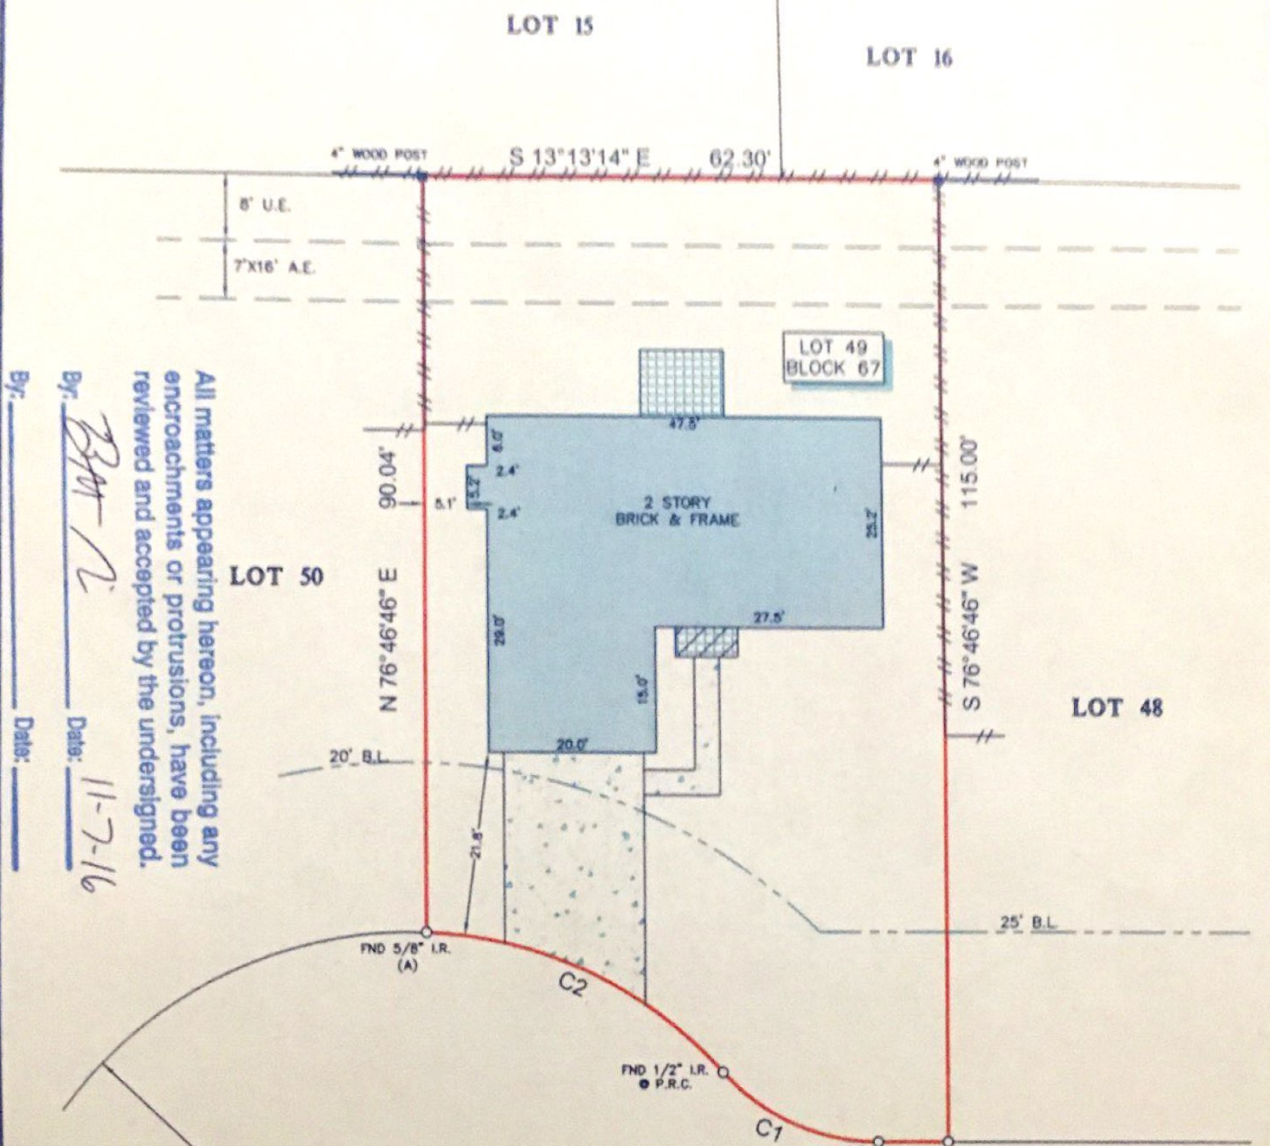 LOT 15
LOT 16
4" WOOD POST
S 13°13'14" E 62.30'
4" WOOD POST
8' U.E.
7'X16' A.E.
LOT 49
BLOCK 67
47.5'
6.0'
2.4'
5.2'
2.4'
5.1'
90.04'
N 76°46'46" E
2 STORY
BRICK & FRAME
25.2'
115.00'
S 76°46'46" W
LOT 50
29.0'
27.5'
15.0'
20.0'
LOT 48
20' B.L.
21.8'
25' B.L.
FND 5/8" I.R.
(A)
C2
FND 1/2" I.R.
@ P.R.C.
C1
All matters appearing hereon, including any
encroachments or protrusions, have been
reviewed and accepted by the undersigned.
By: Date: 11-7-16
By: Date: